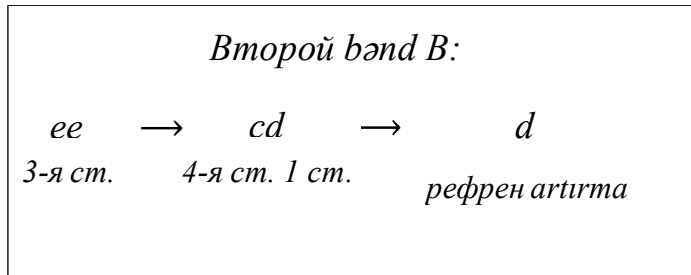 Второй bənd B:
ee → cd → d
3-я ст. 4-я ст. 1 ст. рефрен artırma